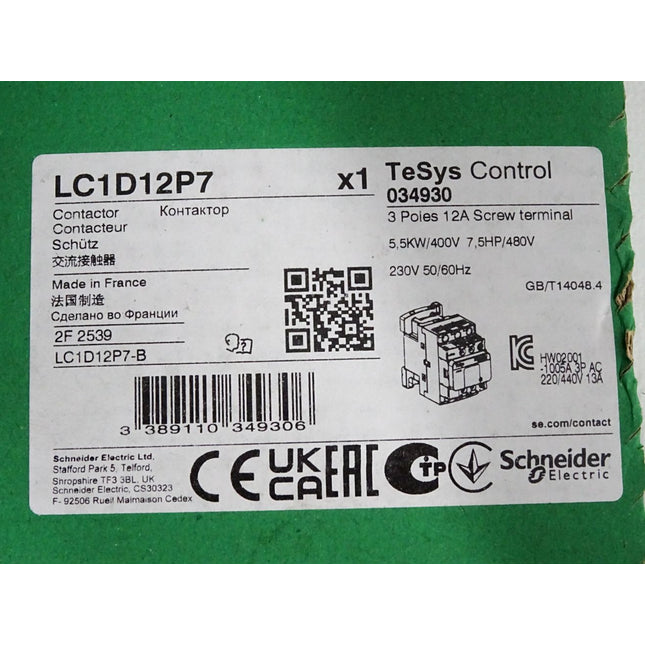 LC1D12P7 x1 TeSys Control
034930
Contactor Контактор 3 Poies 12A Screw terminal
Contacteur
Schütz 5,5KW/400V 7,5HP/480V
交流接触器
230V 50/60Hz
Made in France GB/T14048.4
法国制造
Сделано во Франции
2F 2539
LC1D12P7-B
HW02001
-1005A 3P AC
220/440V 13A
3 389110 349306
se.com/contact
Schneider Electric Ltd.
Stafford Park 5, Telford,
Shropshire TF3 3BL. UK
Schneider Electric, CS30323
F- 92506 Rueil Malmaison Cedex
CE UK CA EAC TP Schneider
Electric